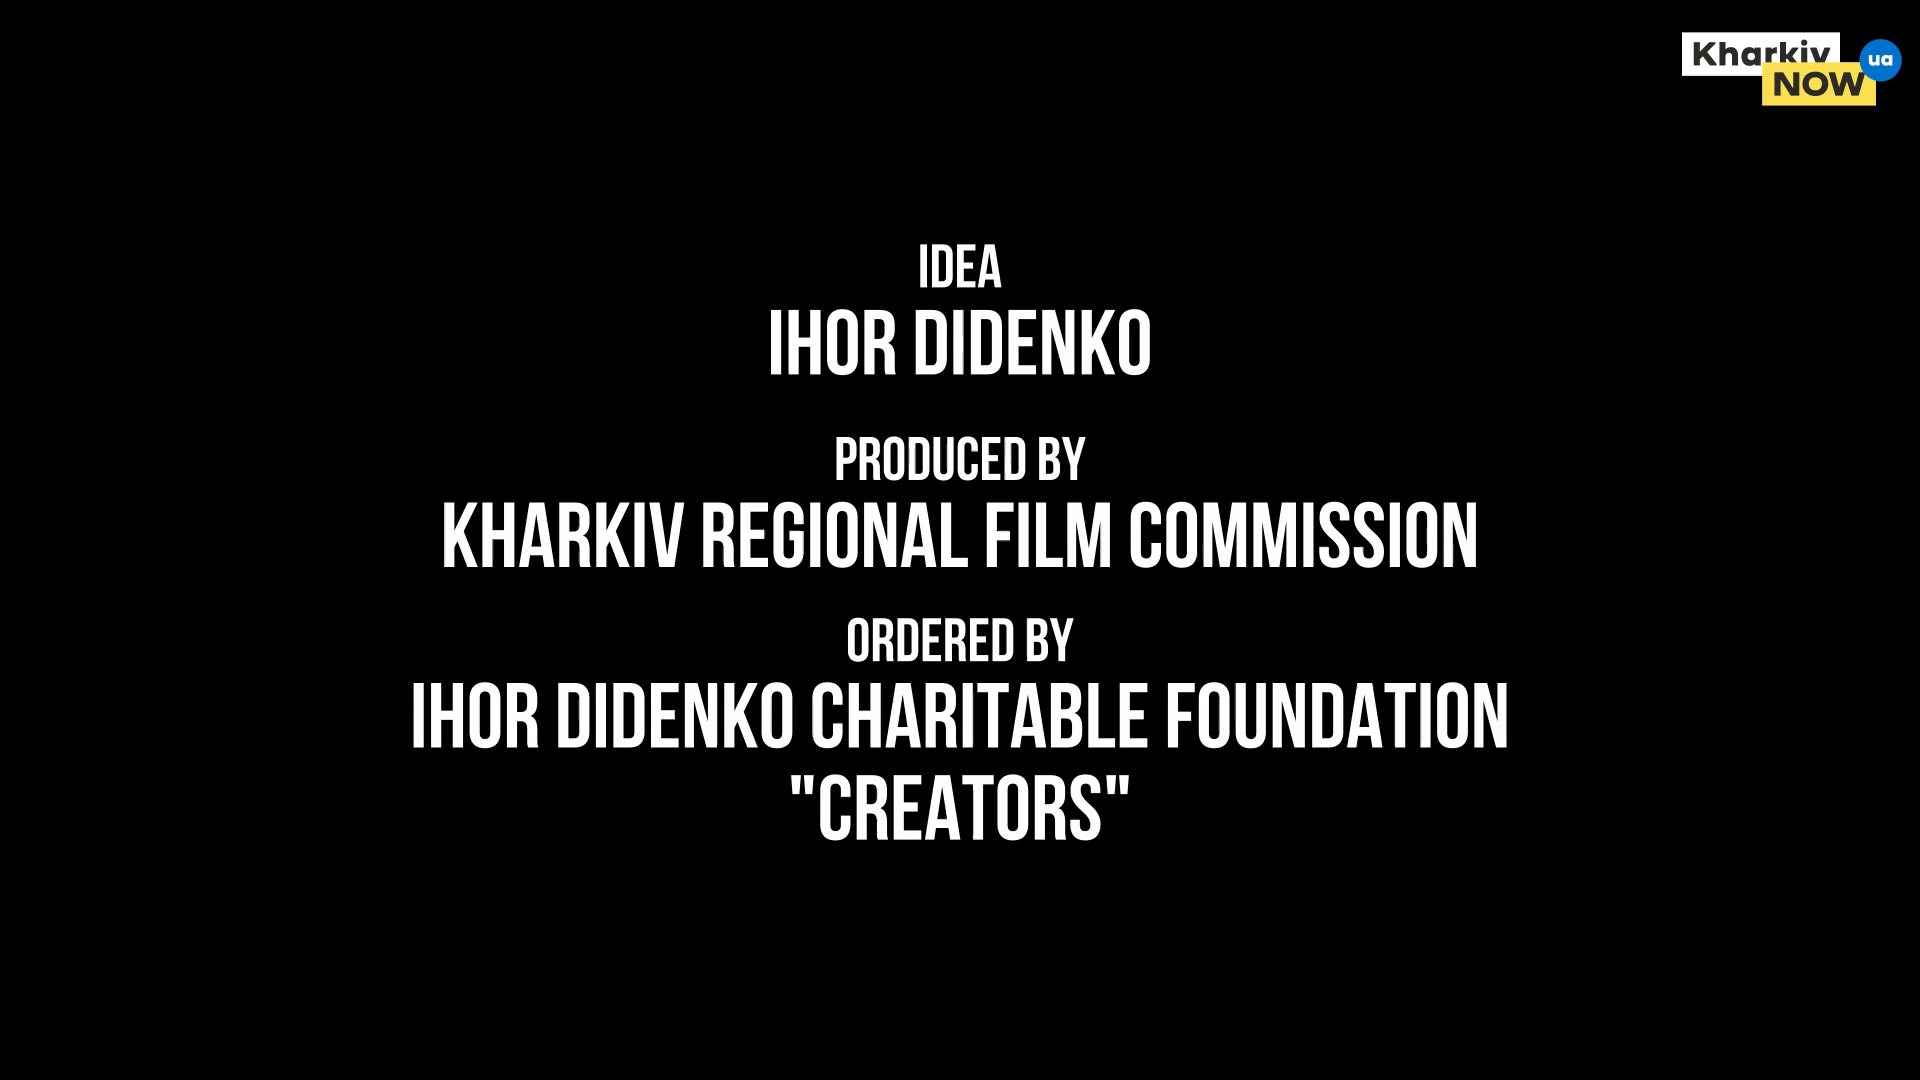 Kharkiv
NOW
ua
IDEA
IHOR DIDENKO
PRODUCED BY
KHARKIV REGIONAL FILM COMMISSION
ORDERED BY
IHOR DIDENKO CHARITABLE FOUNDATION
"CREATORS"